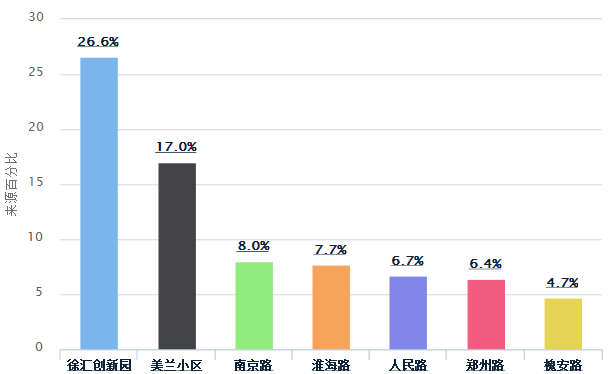 30
25
20
15
10
5
0
来源百分比
26.6%
17.0%
8.0%
7.7%
6.7%
6.4%
4.7%
徐汇创新园
美兰小区
南京路
淮海路
人民路
郑州路
槐安路